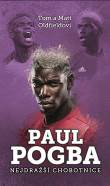 Tom a Matt
Oldfieldovi
PAUL
POGBA
NEJDRAŽŠÍ CHOBOTNICE